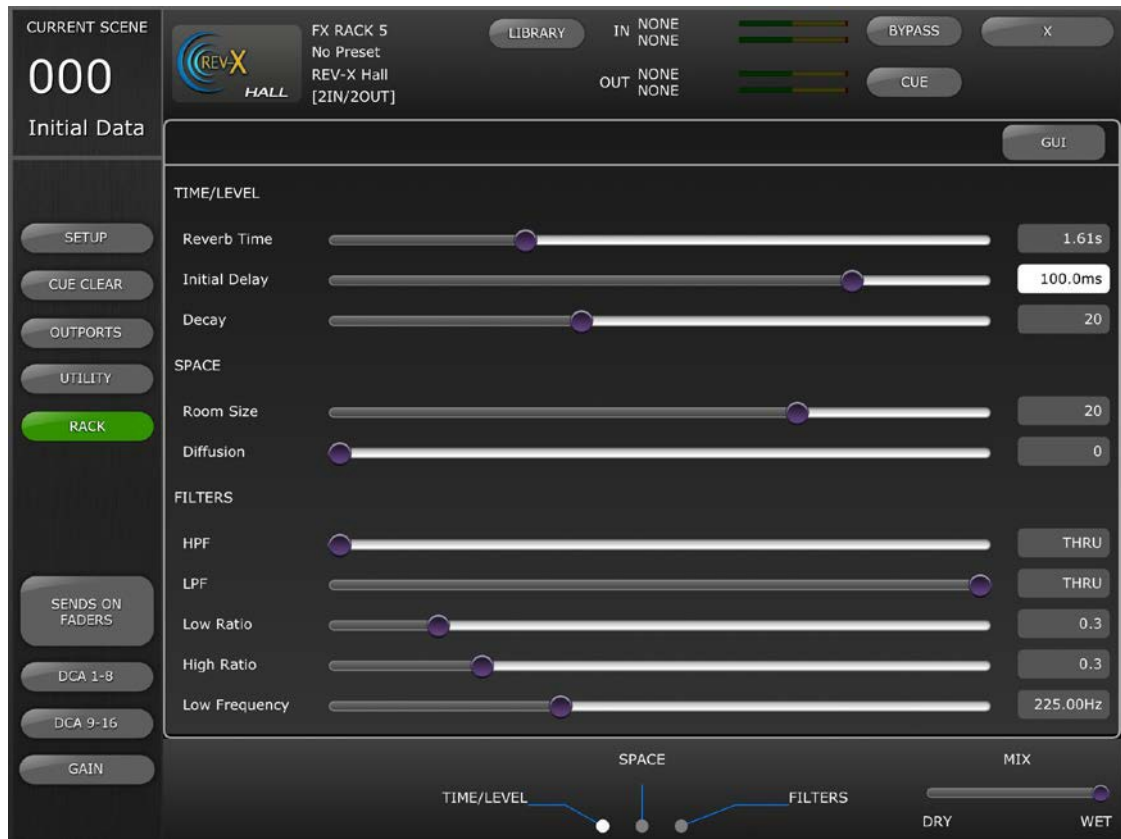 CURRENT SCENE
000
Initial Data
REV-X
HALL
FX RACK 5
No Preset
REV-X Hall
[2IN/2OUT]
LIBRARY
IN NONE
NONE
OUT NONE
NONE
BYPASS
CUE
X
GUI
SETUP
CUE CLEAR
OUTPORTS
UTILITY
RACK
SENDS ON
FADERS
DCA 1-8
DCA 9-16
GAIN
TIME/LEVEL
Reverb Time 1.61s
Initial Delay 100.0ms
Decay 20
SPACE
Room Size 20
Diffusion 0
FILTERS
HPF THRU
LPF THRU
Low Ratio 0.3
High Ratio 0.3
Low Frequency 225.00Hz
SPACE
TIME/LEVEL
FILTERS
MIX
DRY WET